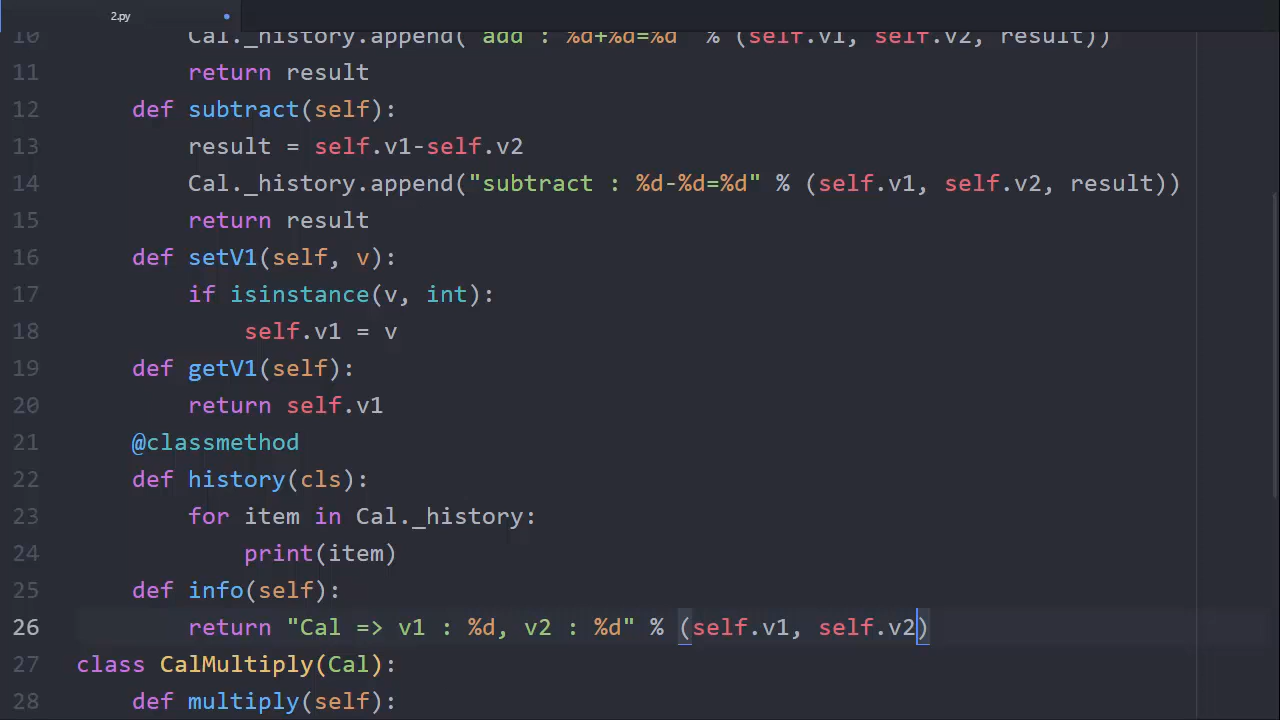 2.py
10 Cal._history.append("add : %d+%d=%d" % (self.v1, self.v2, result))
11 return result
12 def subtract(self):
13 result = self.v1-self.v2
14 Cal._history.append("subtract : %d-%d=%d" % (self.v1, self.v2, result))
15 return result
16 def setV1(self, v):
17 if isinstance(v, int):
18 self.v1 = v
19 def getV1(self):
20 return self.v1
21 @classmethod
22 def history(cls):
23 for item in Cal._history:
24 print(item)
25 def info(self):
26 return "Cal => v1 : %d, v2 : %d" % (self.v1, self.v2)
27 class CalMultiply(Cal):
28 def multiply(self):